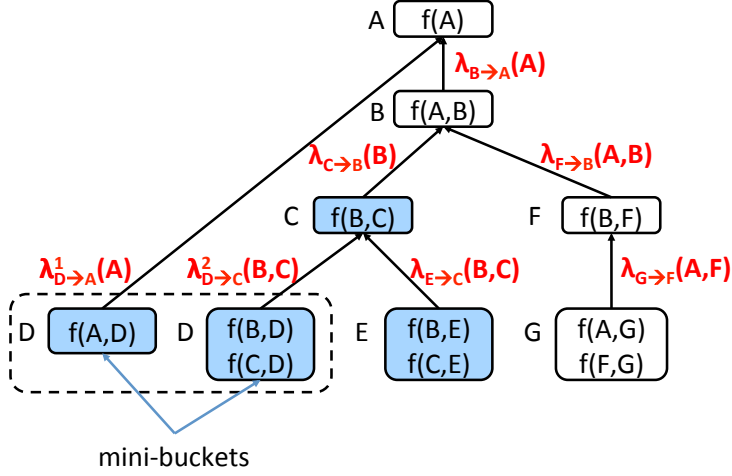 A f(A)
λB→A(A)
B f(A,B)
λC→B(B) λF→B(A,B)
C f(B,C) F f(B,F)
λ¹D→A(A) λ²D→C(B,C) λE→C(B,C) λG→F(A,F)
D f(A,D) D f(B,D) E f(B,E) G f(A,G)
f(C,D) f(C,E) f(F,G)
mini-buckets